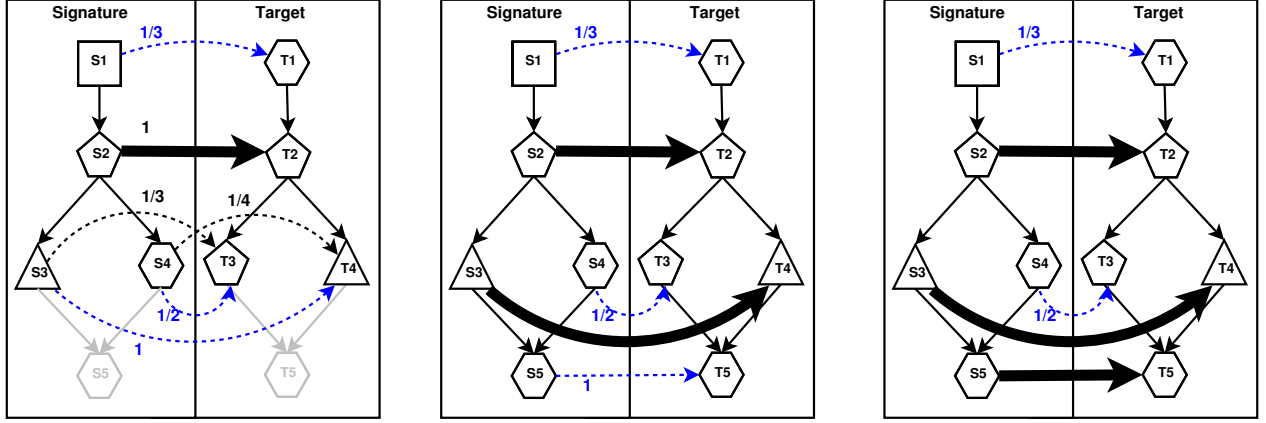 Signature Target
1/3
S1 T1
1
S2 T2
1/3 1/4
S3 S4 T3 T4
1/2
1
S5 T5
Signature Target
1/3
S1 T1
S2 T2
S3 S4 T3 T4
1/2
S5 T5
1
Signature Target
1/3
S1 T1
S2 T2
S3 S4 T3 T4
1/2
S5 T5